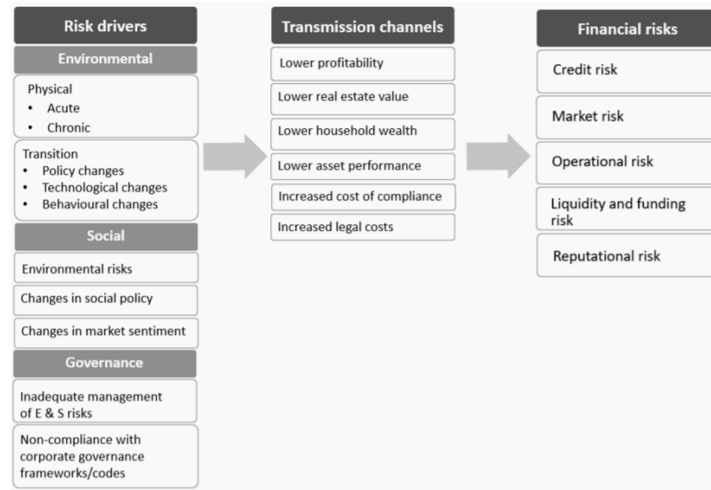 Risk drivers
Environmental
Physical
• Acute
• Chronic
Transition
• Policy changes
• Technological changes
• Behavioural changes
Social
Environmental risks
Changes in social policy
Changes in market sentiment
Governance
Inadequate management
of E & S risks
Non-compliance with
corporate governance
frameworks/codes
Transmission channels
Lower profitability
Lower real estate value
Lower household wealth
Lower asset performance
Increased cost of compliance
Increased legal costs
Financial risks
Credit risk
Market risk
Operational risk
Liquidity and funding
risk
Reputational risk